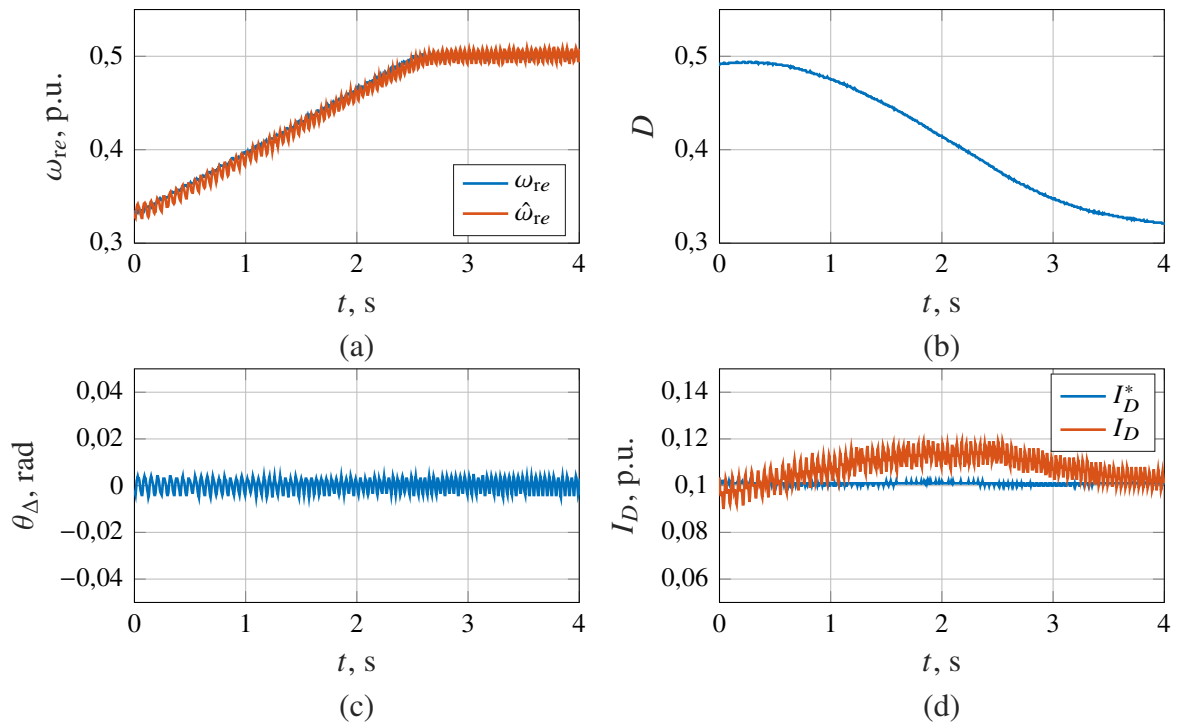 0,5
0,4
0,3
ω_re, p.u.
ω_re
ω̂_re
0 1 2 3 4
t, s
(a)
0,5
0,4
0,3
D
0 1 2 3 4
t, s
(b)
0,04
0,02
0
−0,02
−0,04
θ_Δ, rad
0 1 2 3 4
t, s
(c)
0,14
0,12
0,1
0,08
0,06
I_D, p.u.
I_D^*
I_D
0 1 2 3 4
t, s
(d)